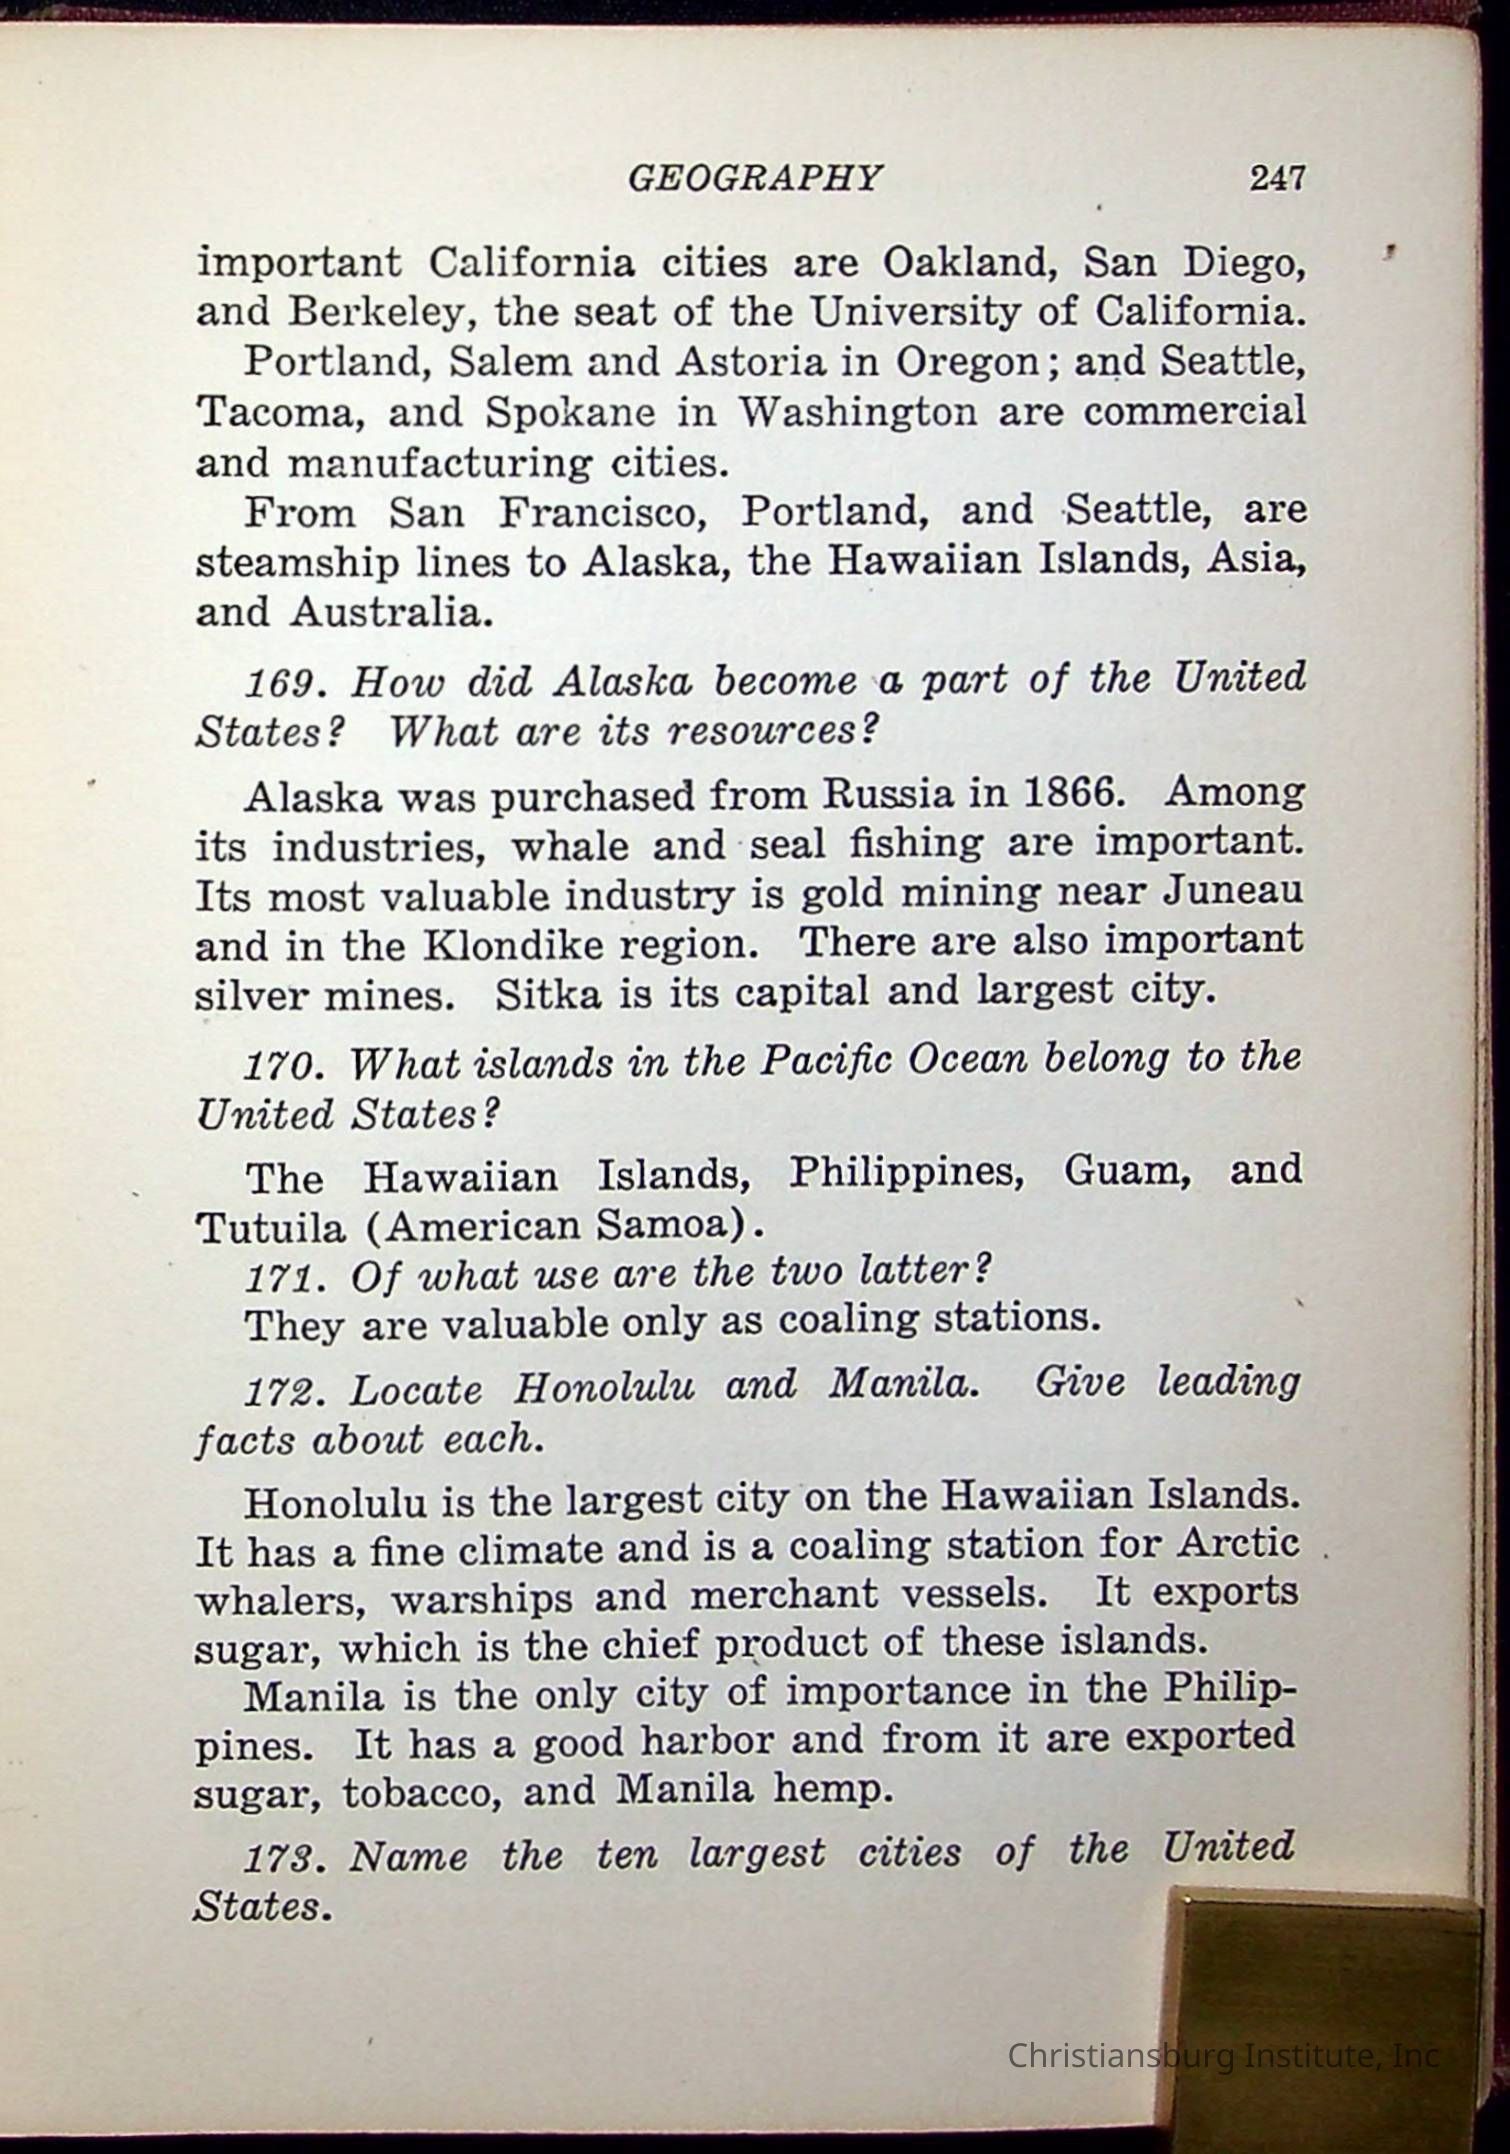 GEOGRAPHY 247
important California cities are Oakland, San Diego,
and Berkeley, the seat of the University of California.
Portland, Salem and Astoria in Oregon; and Seattle,
Tacoma, and Spokane in Washington are commercial
and manufacturing cities.
From San Francisco, Portland, and Seattle, are
steamship lines to Alaska, the Hawaiian Islands, Asia,
and Australia.
169. How did Alaska become a part of the United
States? What are its resources?
Alaska was purchased from Russia in 1866. Among
its industries, whale and seal fishing are important.
Its most valuable industry is gold mining near Juneau
and in the Klondike region. There are also important
silver mines. Sitka is its capital and largest city.
170. What islands in the Pacific Ocean belong to the
United States?
The Hawaiian Islands, Philippines, Guam, and
Tutuila (American Samoa).
171. Of what use are the two latter?
They are valuable only as coaling stations.
172. Locate Honolulu and Manila. Give leading
facts about each.
Honolulu is the largest city on the Hawaiian Islands.
It has a fine climate and is a coaling station for Arctic
whalers, warships and merchant vessels. It exports
sugar, which is the chief product of these islands.
Manila is the only city of importance in the Philip-
pines. It has a good harbor and from it are exported
sugar, tobacco, and Manila hemp.
173. Name the ten largest cities of the United
States.
Christiansburg Institute, Inc